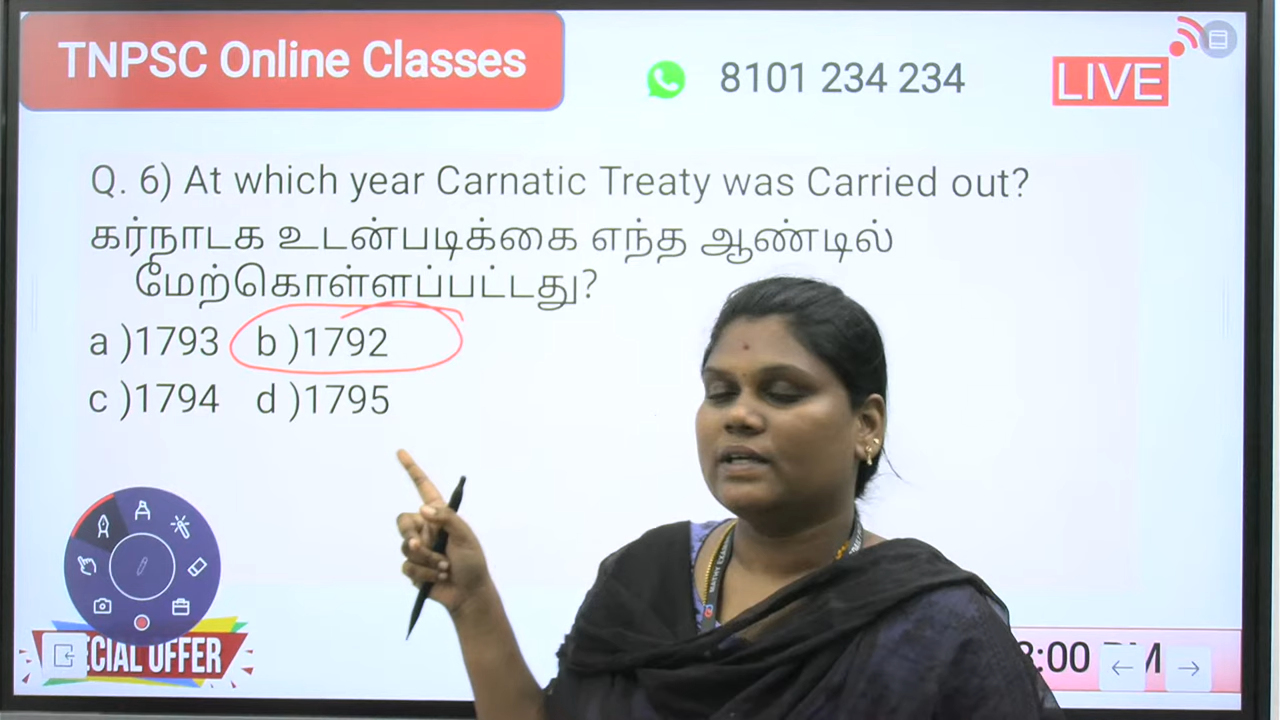 TNPSC Online Classes
8101 234 234
LIVE
Q. 6) At which year Carnatic Treaty was Carried out?
கர்நாடக உடன்படிக்கை எந்த ஆண்டில்
மேற்கொள்ளப்பட்டது?
a )1793 b )1792
c )1794 d )1795
OFFER
:00 M